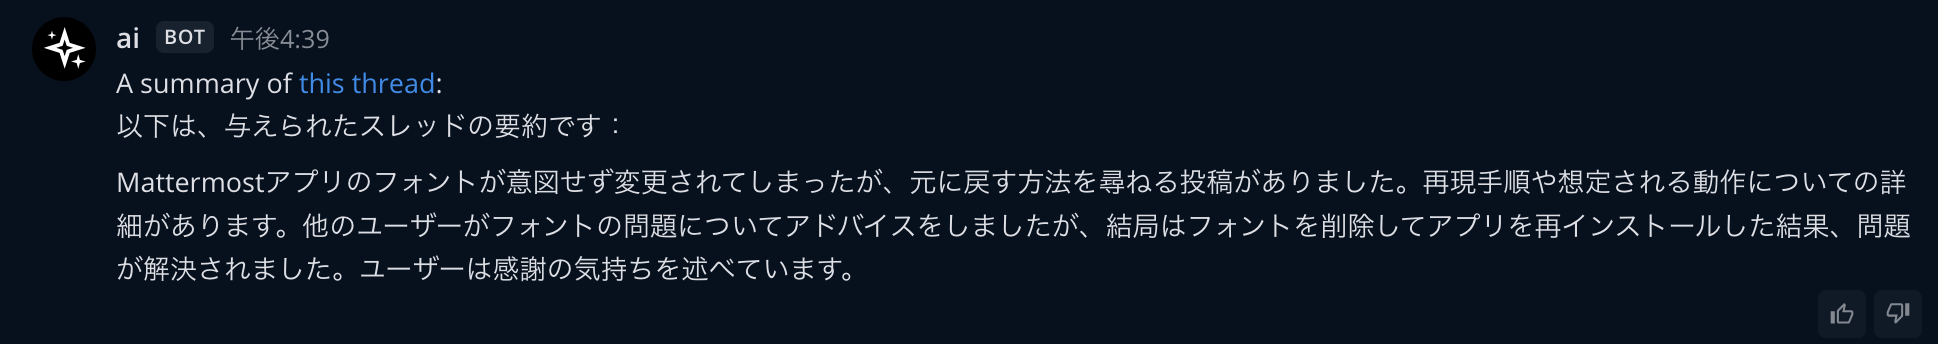 ai BOT 午後4:39
A summary of this thread:
以下は、与えられたスレッドの要約です：
Mattermostアプリのフォントが意図せず変更されてしまったが、元に戻す方法を尋ねる投稿がありました。再現手順や想定される動作についての詳
細があります。他のユーザーがフォントの問題についてアドバイスをしましたが、結局はフォントを削除してアプリを再インストールした結果、問題
が解決されました。ユーザーは感謝の気持ちを述べています。